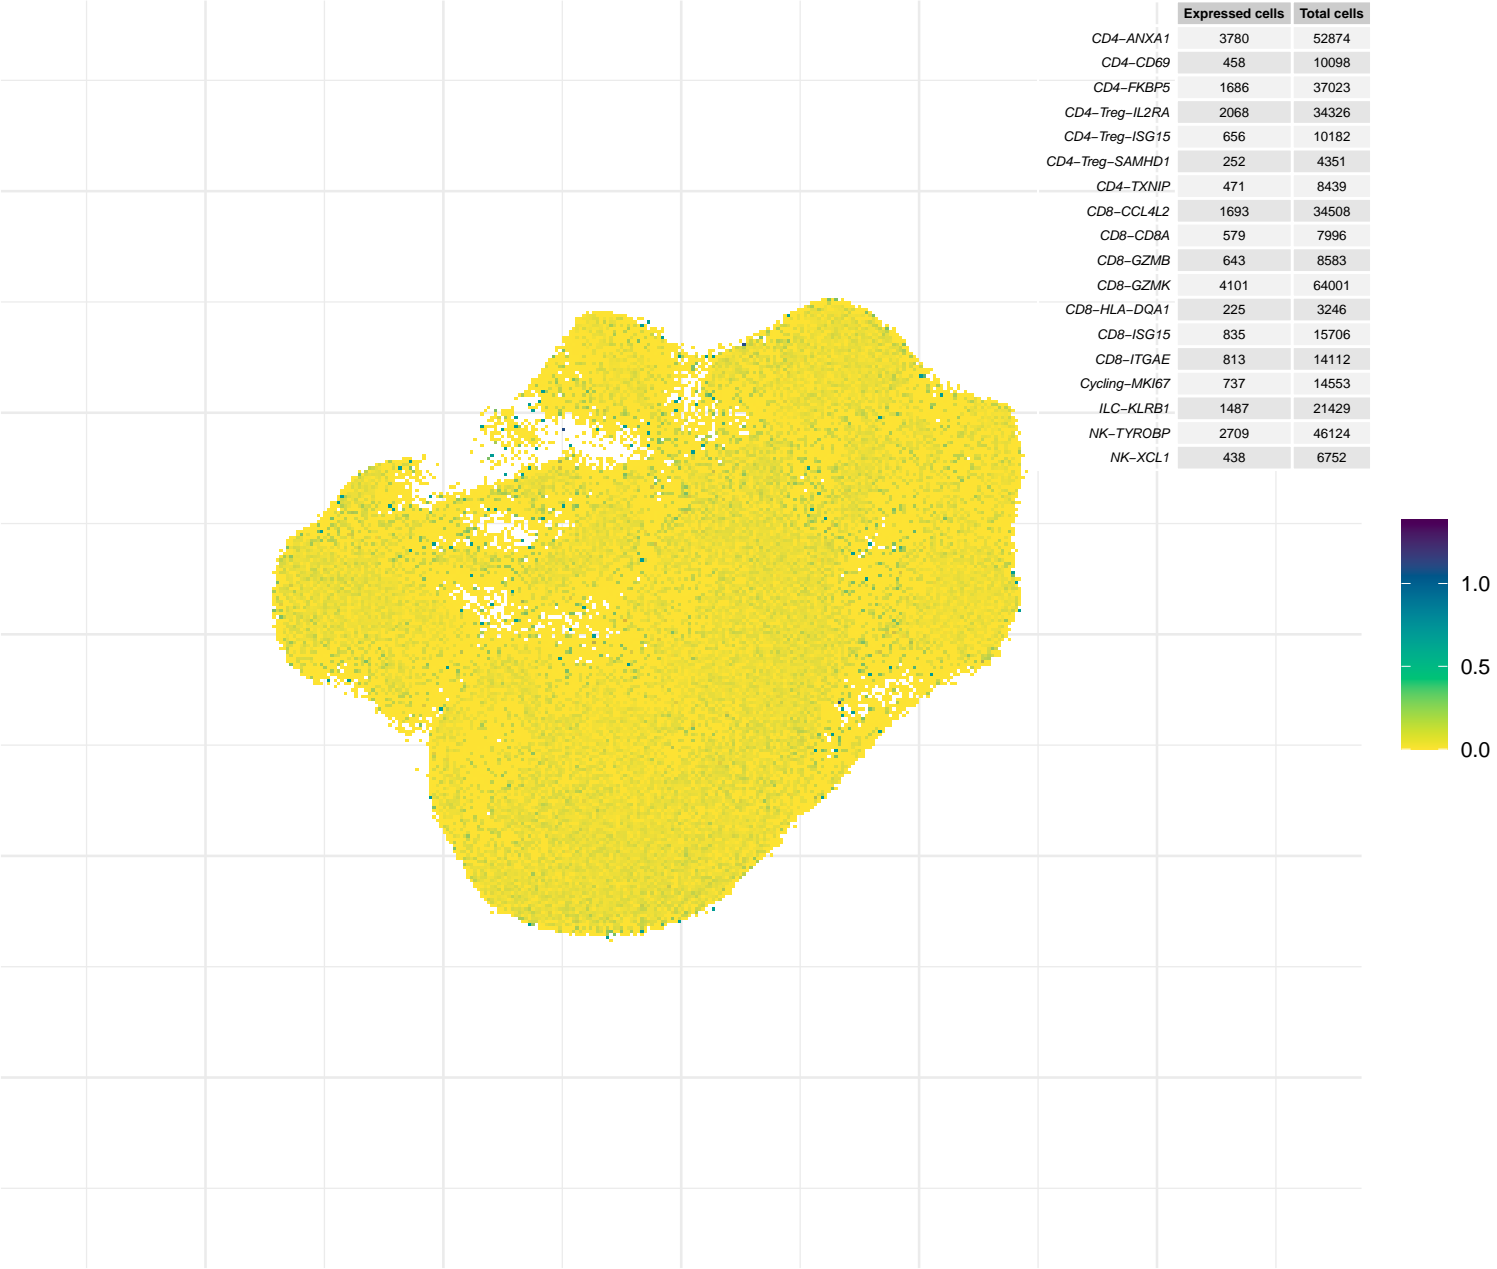 Expressed cells Total cells
CD4−ANXA1 3780 52874
CD4−CD69 458 10098
CD4−FKBP5 1686 37023
CD4−Treg−IL2RA 2068 34326
CD4−Treg−ISG15 656 10182
CD4−Treg−SAMHD1 252 4351
CD4−TXNIP 471 8439
CD8−CCL4L2 1693 34508
CD8−CD8A 579 7996
CD8−GZMB 643 8583
CD8−GZMK 4101 64001
CD8−HLA−DQA1 225 3246
CD8−ISG15 835 15706
CD8−ITGAE 813 14112
Cycling−MKI67 737 14553
ILC−KLRB1 1487 21429
NK−TYROBP 2709 46124
NK−XCL1 438 6752
1.0
0.5
0.0